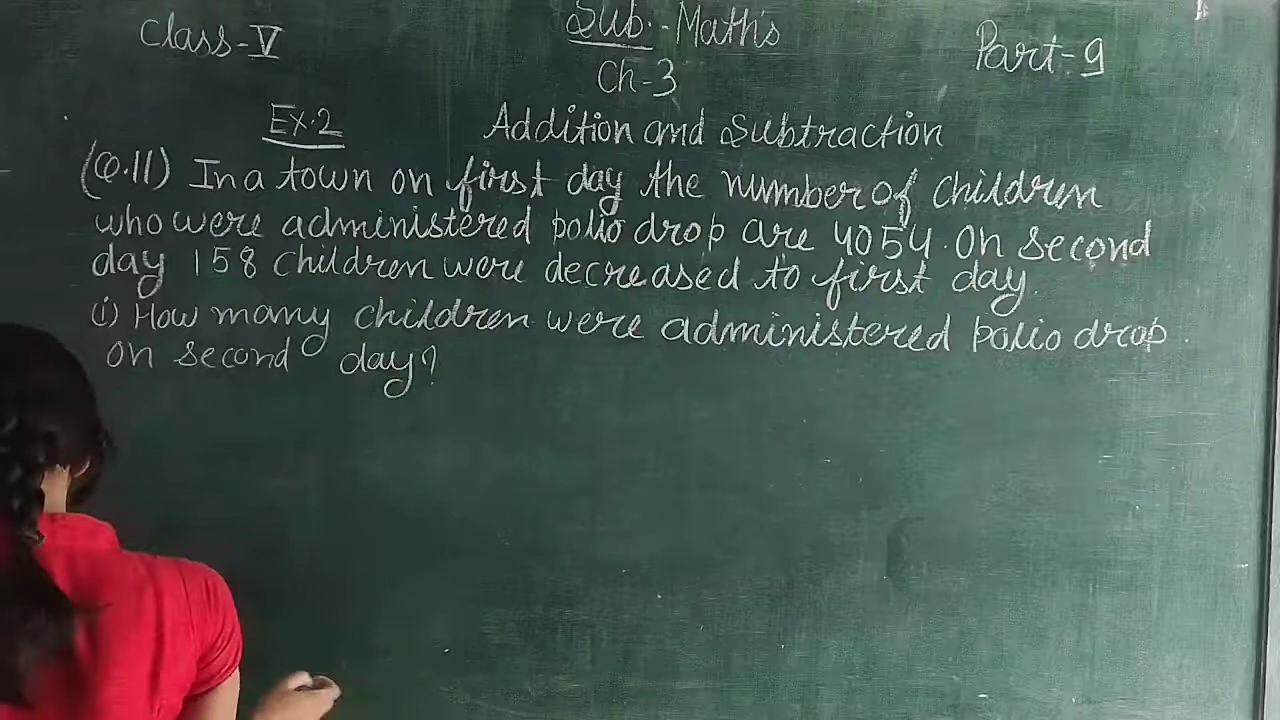 Class-V
Sub.-Math's
Part-9
Ch-3
Ex.2
Addition and Subtraction
(Q.11) In a town on first day the number of children
who were administered polio drop are 4054. On second
day 158 children were decreased to first day.
(i) How many children were administered polio drop
on second day?